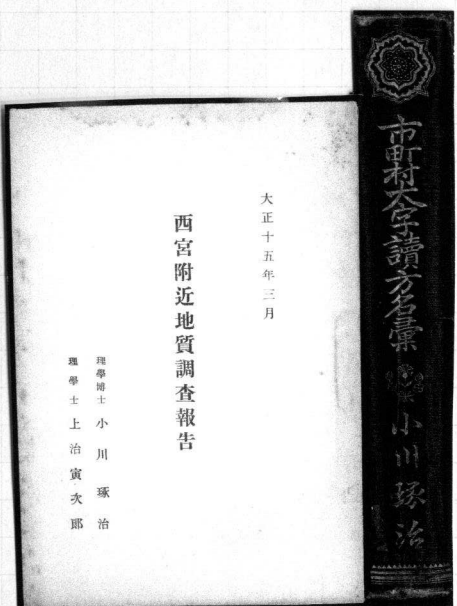 市町村大字讀方名彙
小川琢治
大正十五年三月
西宮附近地質調査報告
理學博士 小川琢治
理學士 上治寅次郎